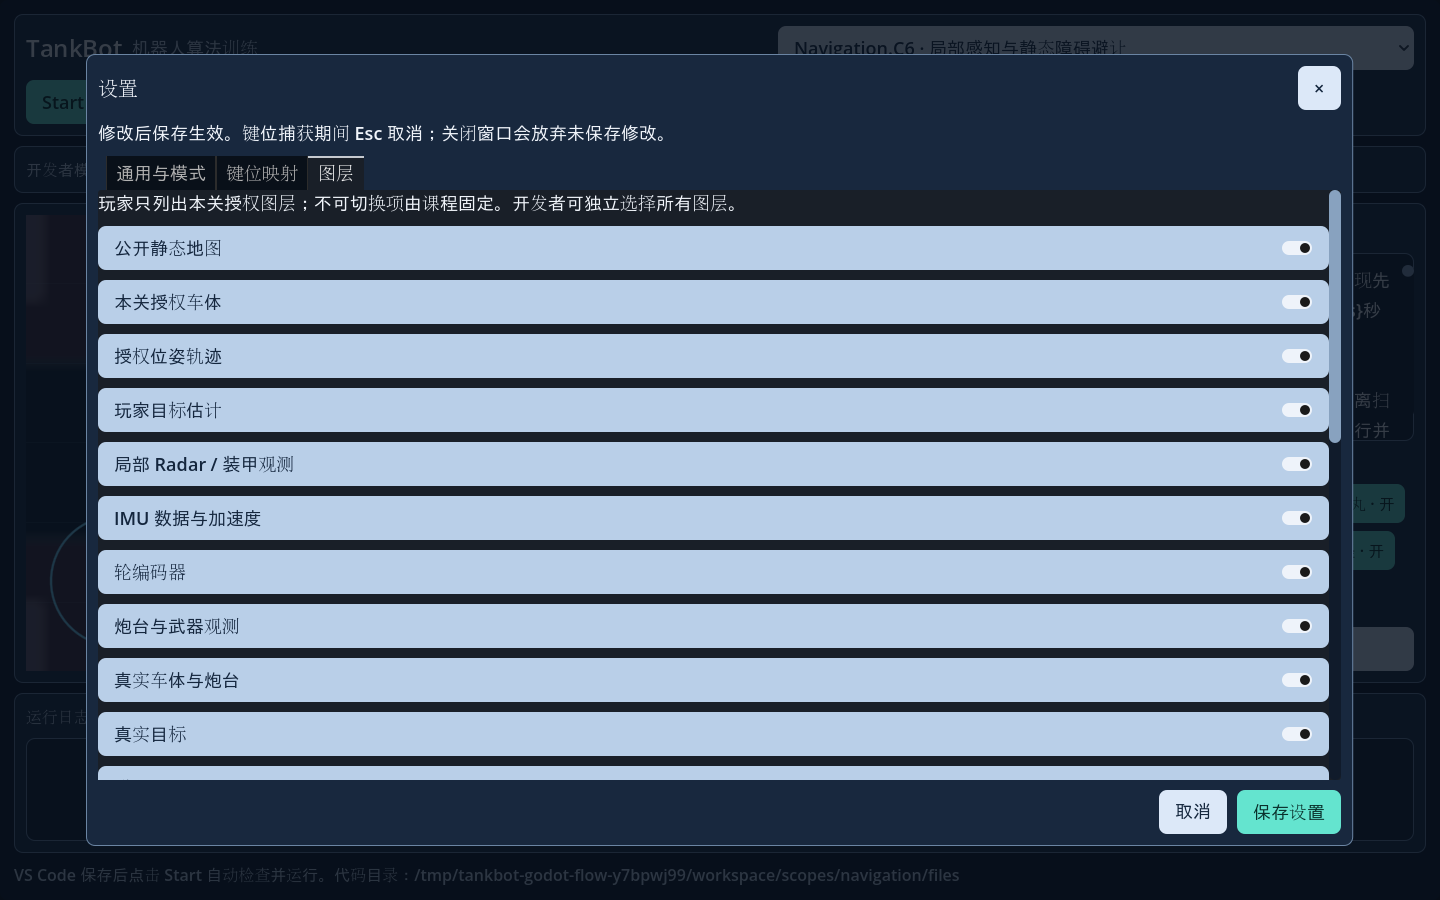 TankBot 机器人算法训练
Navigation.C6 · 局部感知与静态障碍避让
Start
设置
×
修改后保存生效。键位捕获期间 Esc 取消；关闭窗口会放弃未保存修改。
开发者模
通用与模式 键位映射 图层
玩家只列出本关授权图层；不可切换项由课程固定。开发者可独立选择所有图层。
公开静态地图
本关授权车体
授权位姿轨迹
玩家目标估计
局部 Radar / 装甲观测
IMU 数据与加速度
轮编码器
炮台与武器观测
真实车体与炮台
真实目标
现先
}秒
离扫
行并
· 开
· 开
运行日志
取消 保存设置
VS Code 保存后点击 Start 自动检查并运行。代码目录：/tmp/tankbot-godot-flow-y7bpwj99/workspace/scopes/navigation/files